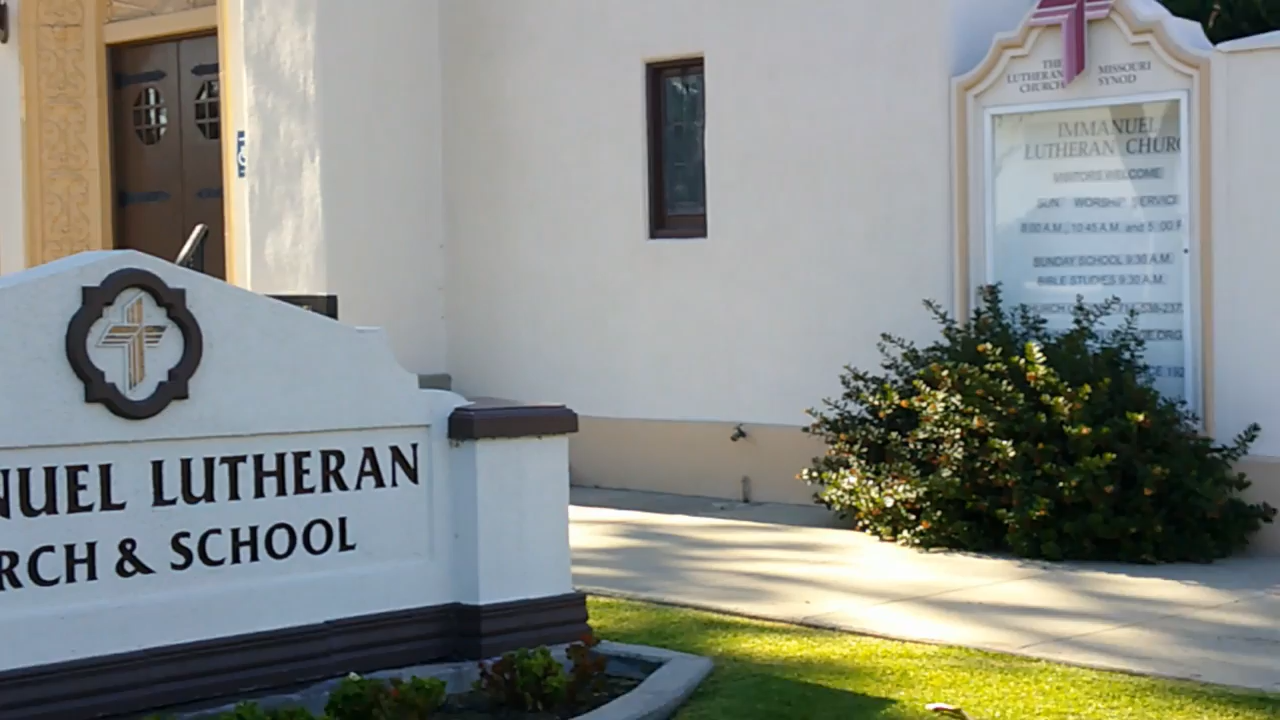 NUEL LUTHERAN
RCH & SCHOOL
THE LUTHERAN CHURCH
MISSOURI SYNOD
IMMANUEL
LUTHERAN CHURC
VISITORS WELCOME
SUN WORSHIP SERVICE
8:00 A.M., 10:45 A.M. and 5:00 P
SUNDAY SCHOOL 9:30 A.M.
BIBLE STUDIES 9:30 A.M.
.ORG